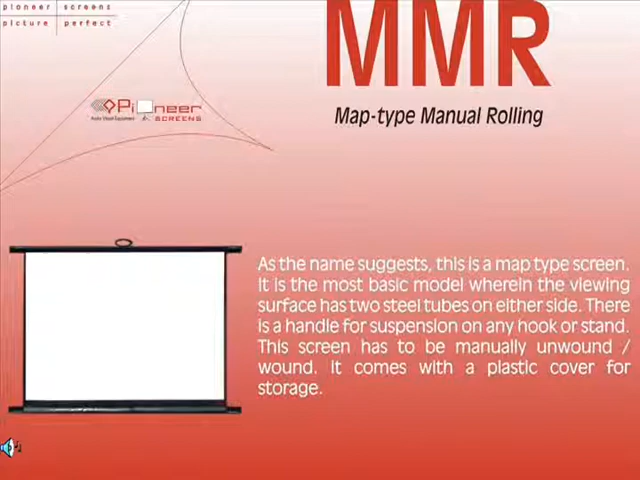 pioneer screens
picture perfect
MMR
Map-type Manual Rolling
Pioneer
SCREENS
As the name suggests, this is a map type screen.
It is the most basic model wherein the viewing
surface has two steel tubes on either side. There
is a handle for suspension on any hook or stand.
This screen has to be manually unwound /
wound. It comes with a plastic cover for
storage.